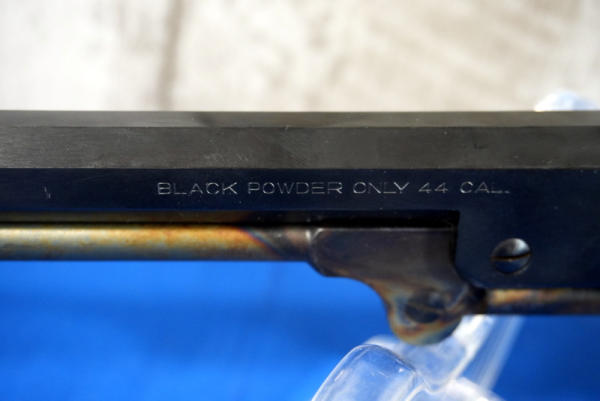 BLACK POWDER ONLY 44 CAL.